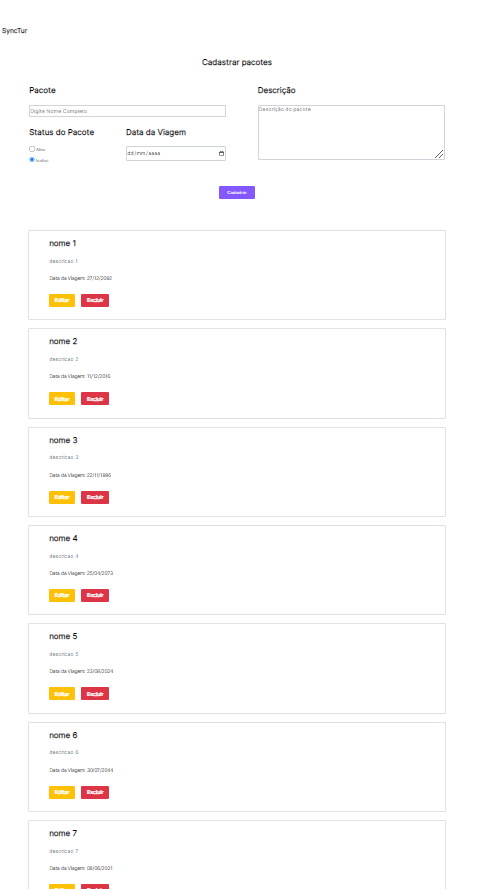 SyncTur
Cadastrar pacotes
Pacote
Digite Nome Completo
Status do Pacote
Ativo
Inativo
Data da Viagem
dd/mm/aaaa
Descrição
Descrição do pacote
Cadastrar
nome 1
descricao 1
Data da Viagem: 27/12/2082
Editar Excluir
nome 2
descricao 2
Data da Viagem: 11/12/2016
Editar Excluir
nome 3
descricao 3
Data da Viagem: 22/11/1996
Editar Excluir
nome 4
descricao 4
Data da Viagem: 25/04/2073
Editar Excluir
nome 5
descricao 5
Data da Viagem: 23/08/2024
Editar Excluir
nome 6
descricao 6
Data da Viagem: 30/07/2044
Editar Excluir
nome 7
descricao 7
Data da Viagem: 08/06/2021